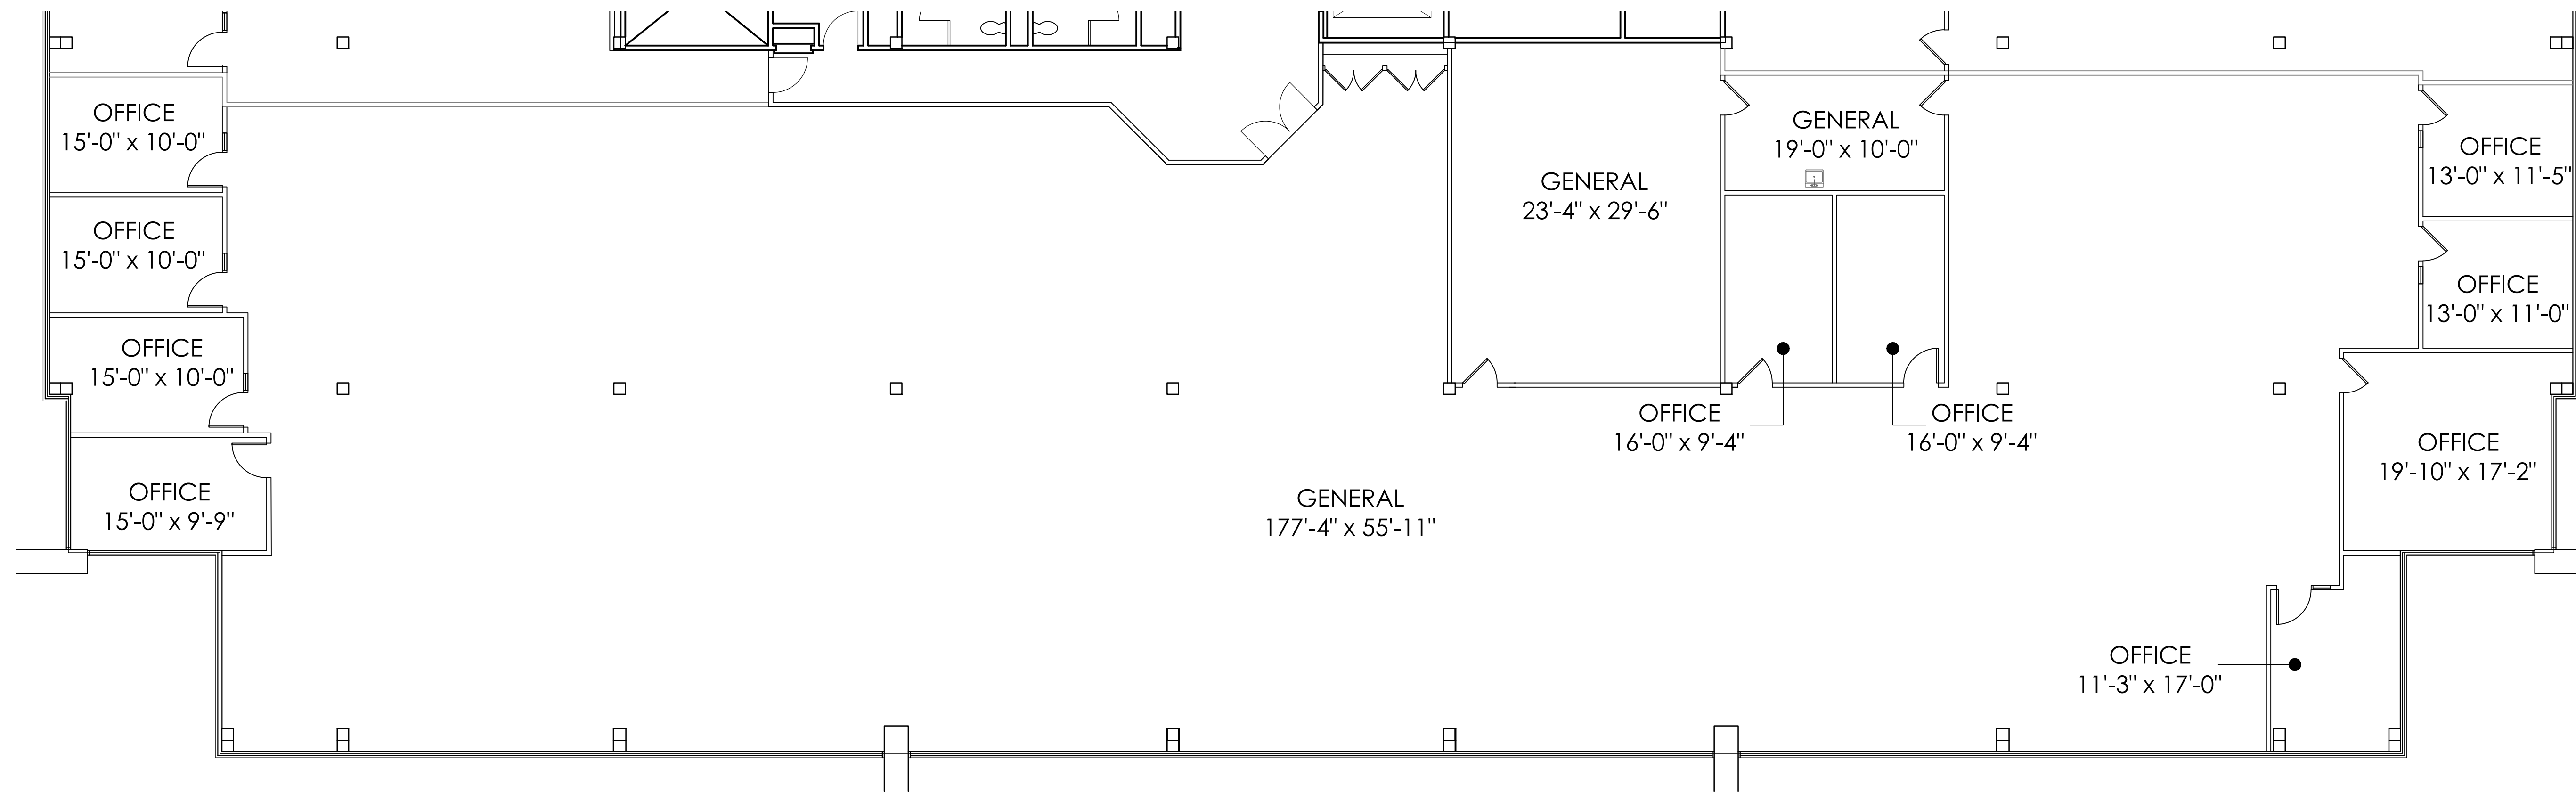 OFFICE
15'-0" x 10'-0"
OFFICE
15'-0" x 10'-0"
OFFICE
15'-0" x 10'-0"
OFFICE
15'-0" x 9'-9"
GENERAL
177'-4" x 55'-11"
GENERAL
23'-4" x 29'-6"
GENERAL
19'-0" x 10'-0"
OFFICE
16'-0" x 9'-4"
OFFICE
16'-0" x 9'-4"
OFFICE
13'-0" x 11'-5"
OFFICE
13'-0" x 11'-0"
OFFICE
19'-10" x 17'-2"
OFFICE
11'-3" x 17'-0"